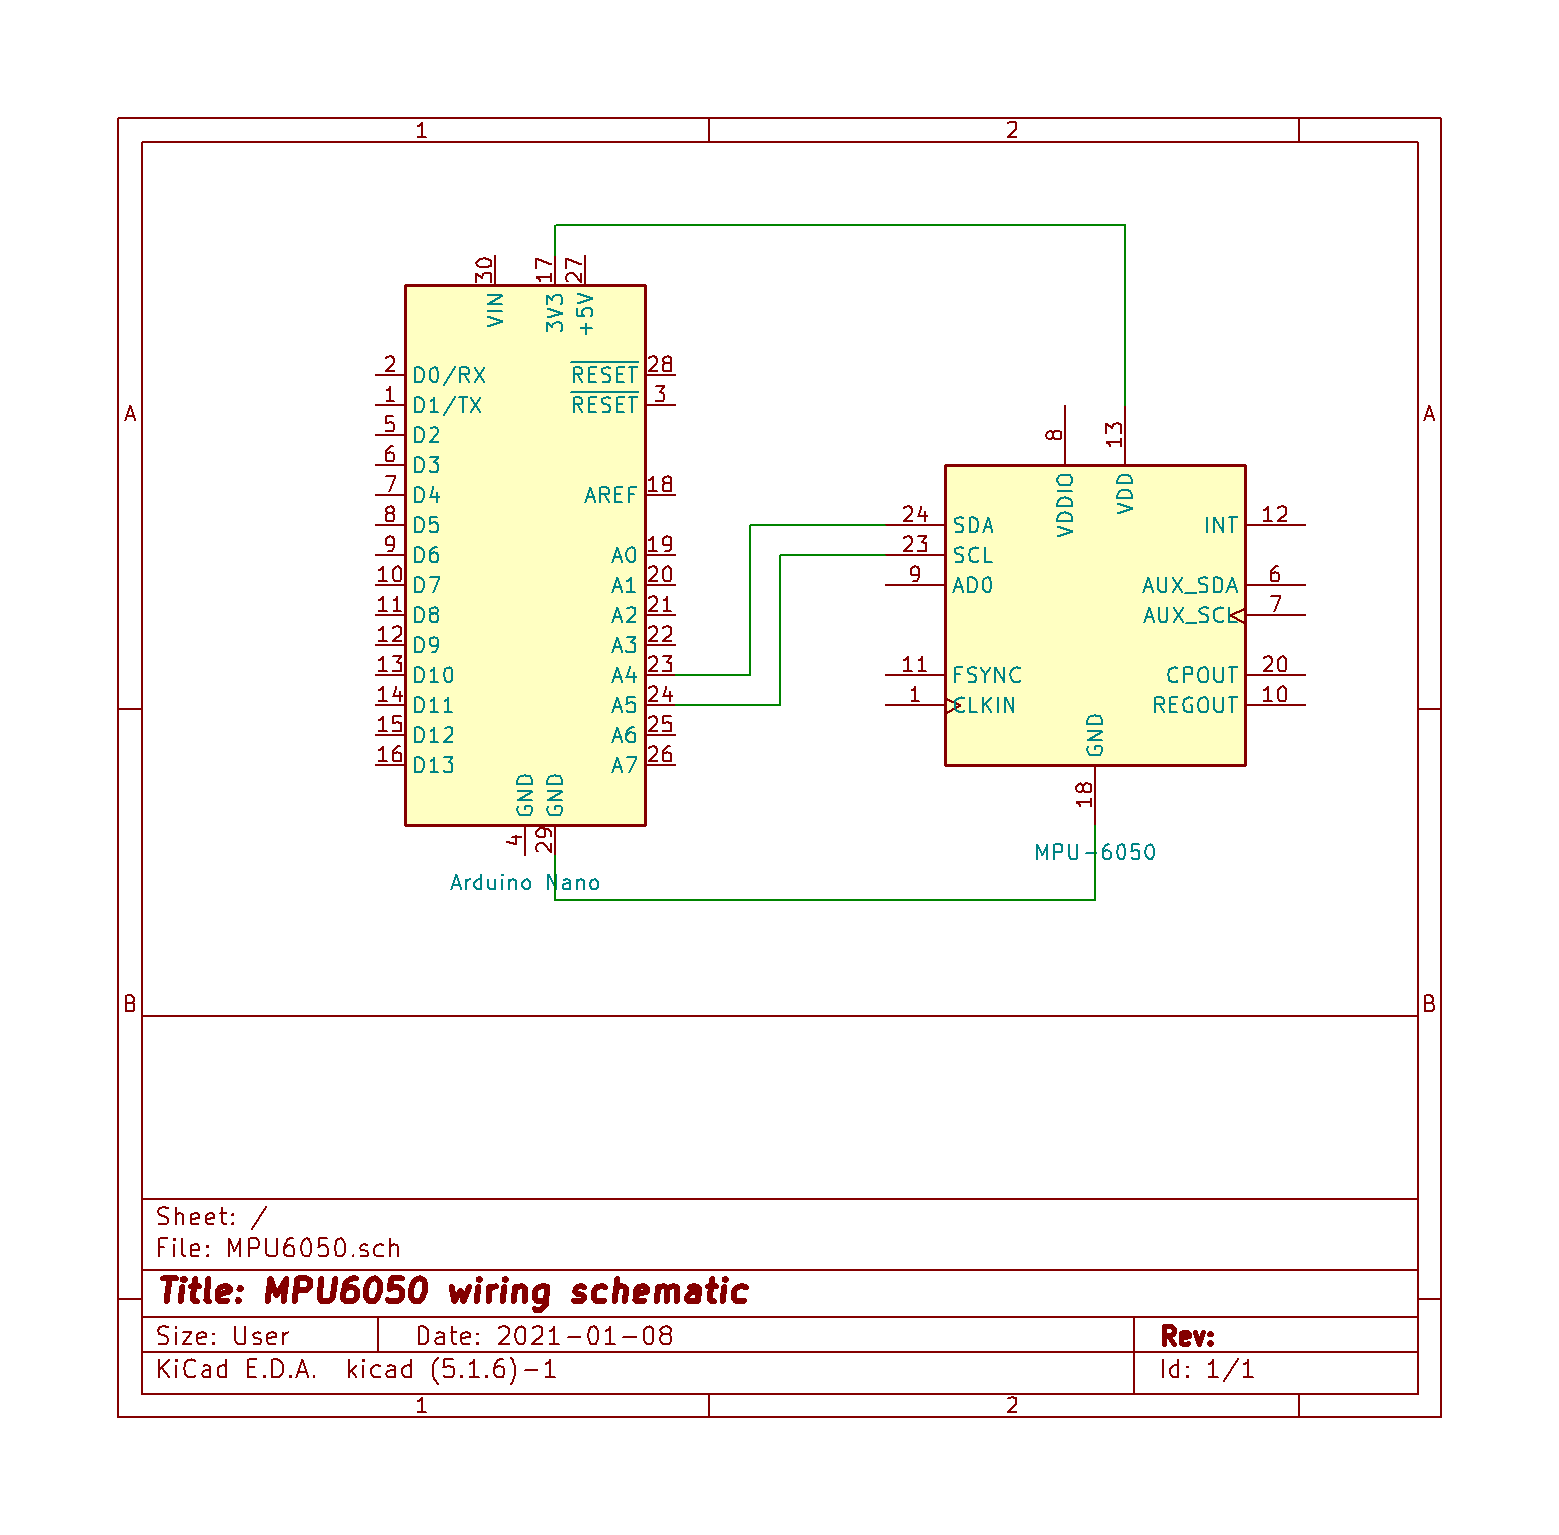 1 2
A A
B B
30 17 27
VIN 3V3 +5V
2 D0/RX RESET 28
1 D1/TX RESET 3
5 D2
6 D3
7 D4 AREF 18
8 D5
9 D6 A0 19
10 D7 A1 20
11 D8 A2 21
12 D9 A3 22
13 D10 A4 23
14 D11 A5 24
15 D12 A6 25
16 D13 A7 26
GND GND
4 29
Arduino Nano
8 13
VDDIO VDD
24 SDA INT 12
23 SCL
9 AD0 AUX_SDA 6
AUX_SCL 7
11 FSYNC CPOUT 20
1 CLKIN REGOUT 10
GND
18
MPU-6050
Sheet: /
File: MPU6050.sch
Title: MPU6050 wiring schematic
Size: User Date: 2021-01-08 Rev:
KiCad E.D.A. kicad (5.1.6)-1 Id: 1/1
1 2